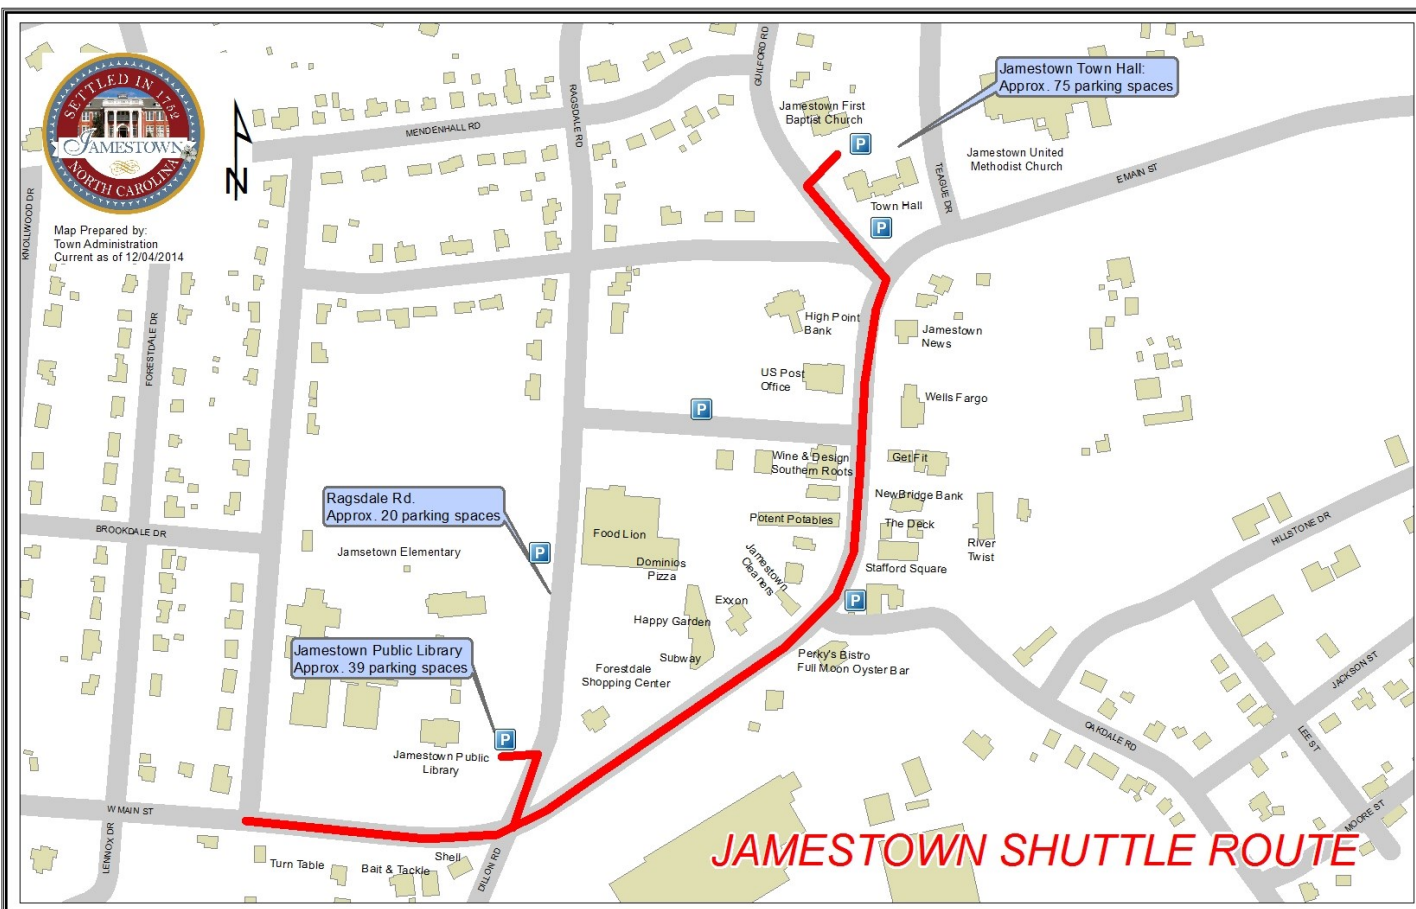 SETTLED IN 1752
JAMESTOWN
NORTH CAROLINA
N
Map Prepared by:
Town Administration
Current as of 12/04/2014
KNOLLWOOD DR
FORESTDALE DR
MENDENHALL RD
RAGSDALE RD
GUILFORD RD
Jamestown First
Baptist Church
P
Jamestown Town Hall:
Approx. 75 parking spaces
Jamestown United
Methodist Church
TEAGUE DR
E MAIN ST
Town Hall
P
High Point
Bank
Jamestown
News
US Post
Office
Wells Fargo
P
Wine & Design
Southern Roots
Get Fit
NewBridge Bank
Potent Potables
The Deck
River
Twist
Stafford Square
HILLSTONE DR
Ragsdale Rd.
Approx. 20 parking spaces
BROOKDALE DR
Jamsetown Elementary
P
Food Lion
Dominios
Pizza
Jamestown
Cleaners
Exxon
P
Happy Garden
Subway
Perky's Bistro
Full Moon Oyster Bar
Forestdale
Shopping Center
Jamestown Public Library
Approx. 39 parking spaces
P
Jamestown Public
Library
JACKSON ST
OAKDALE RD
LEE ST
MOORE ST
W MAIN ST
LENNOX DR
Turn Table
Bait & Tackle
Shell
DILLON RD
JAMESTOWN SHUTTLE ROUTE